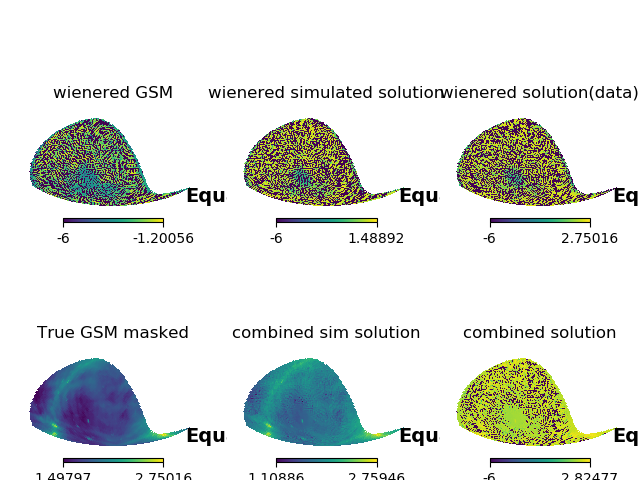 wienered GSM
wienered simulated solution
wienered solution(data)
Equ
Equ
Eq
-6
-1.20056
-6
1.48892
-6
2.75016
True GSM masked
combined sim solution
combined solution
Equ
Equ
Eq
1.49797
2.75016
1.10886
2.75946
-6
2.82477